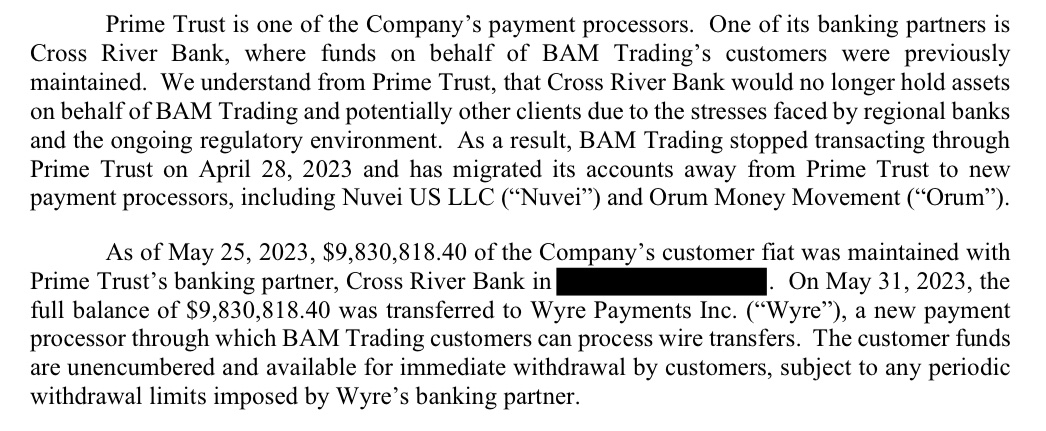 Prime Trust is one of the Company’s payment processors. One of its banking partners is
Cross River Bank, where funds on behalf of BAM Trading’s customers were previously
maintained. We understand from Prime Trust, that Cross River Bank would no longer hold assets
on behalf of BAM Trading and potentially other clients due to the stresses faced by regional banks
and the ongoing regulatory environment. As a result, BAM Trading stopped transacting through
Prime Trust on April 28, 2023 and has migrated its accounts away from Prime Trust to new
payment processors, including Nuvei US LLC (“Nuvei”) and Orum Money Movement (“Orum”).
As of May 25, 2023, $9,830,818.40 of the Company’s customer fiat was maintained with
Prime Trust’s banking partner, Cross River Bank in . On May 31, 2023, the
full balance of $9,830,818.40 was transferred to Wyre Payments Inc. (“Wyre”), a new payment
processor through which BAM Trading customers can process wire transfers. The customer funds
are unencumbered and available for immediate withdrawal by customers, subject to any periodic
withdrawal limits imposed by Wyre’s banking partner.